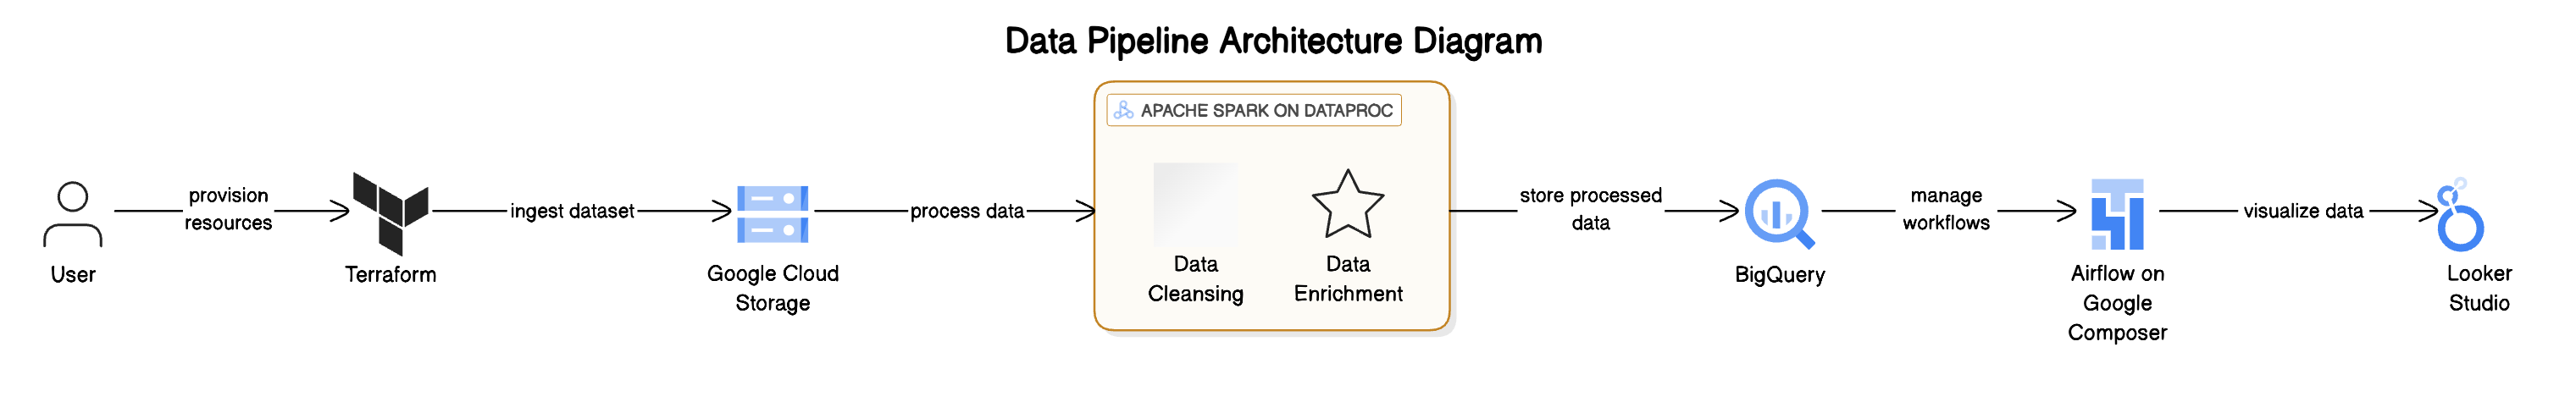 Data Pipeline Architecture Diagram
APACHE SPARK ON DATAPROC
provision
resources
ingest dataset
process data
store processed
data
manage
workflows
visualize data
User
Terraform
Google Cloud
Storage
Data
Cleansing
Data
Enrichment
BigQuery
Airflow on
Google
Composer
Looker
Studio